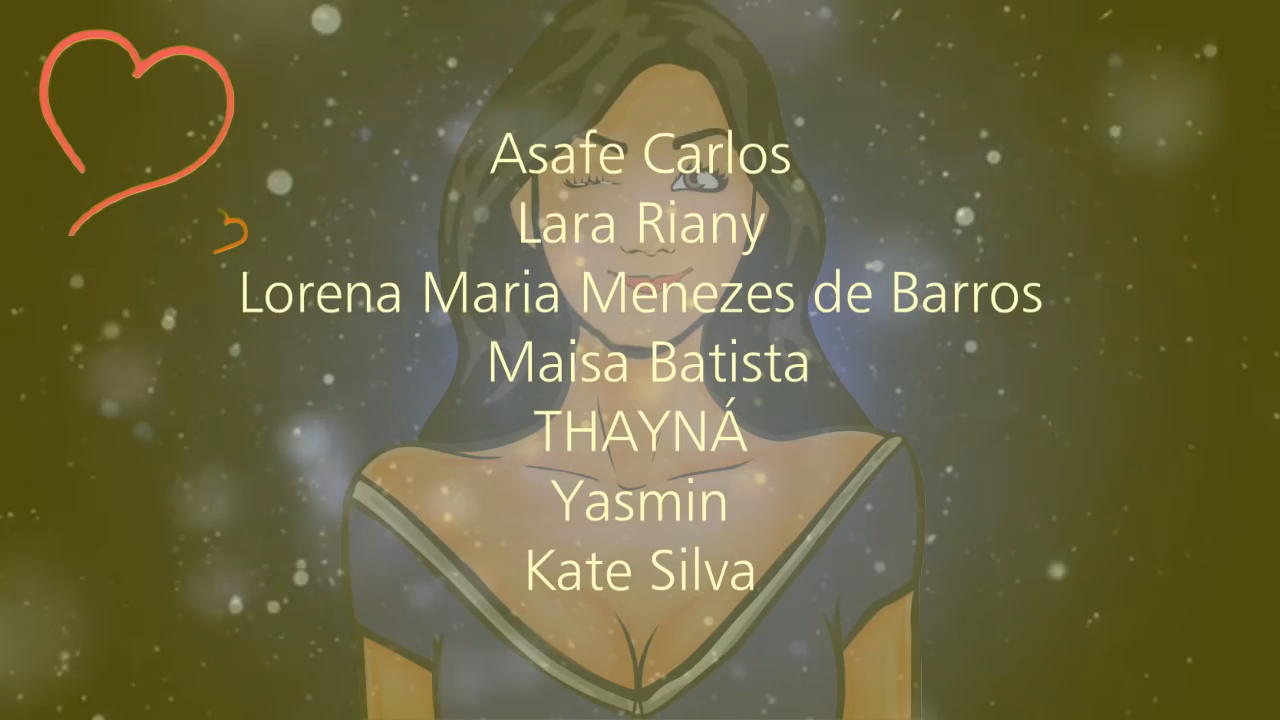 Asafe Carlos
Lara Riany
Lorena Maria Menezes de Barros
Maisa Batista
THAYNÁ
Yasmin
Kate Silva